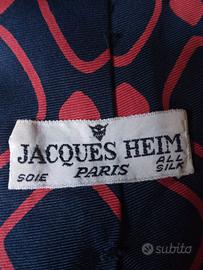 JACQUES HEIM
SOIE PARIS ALL SILK
subito